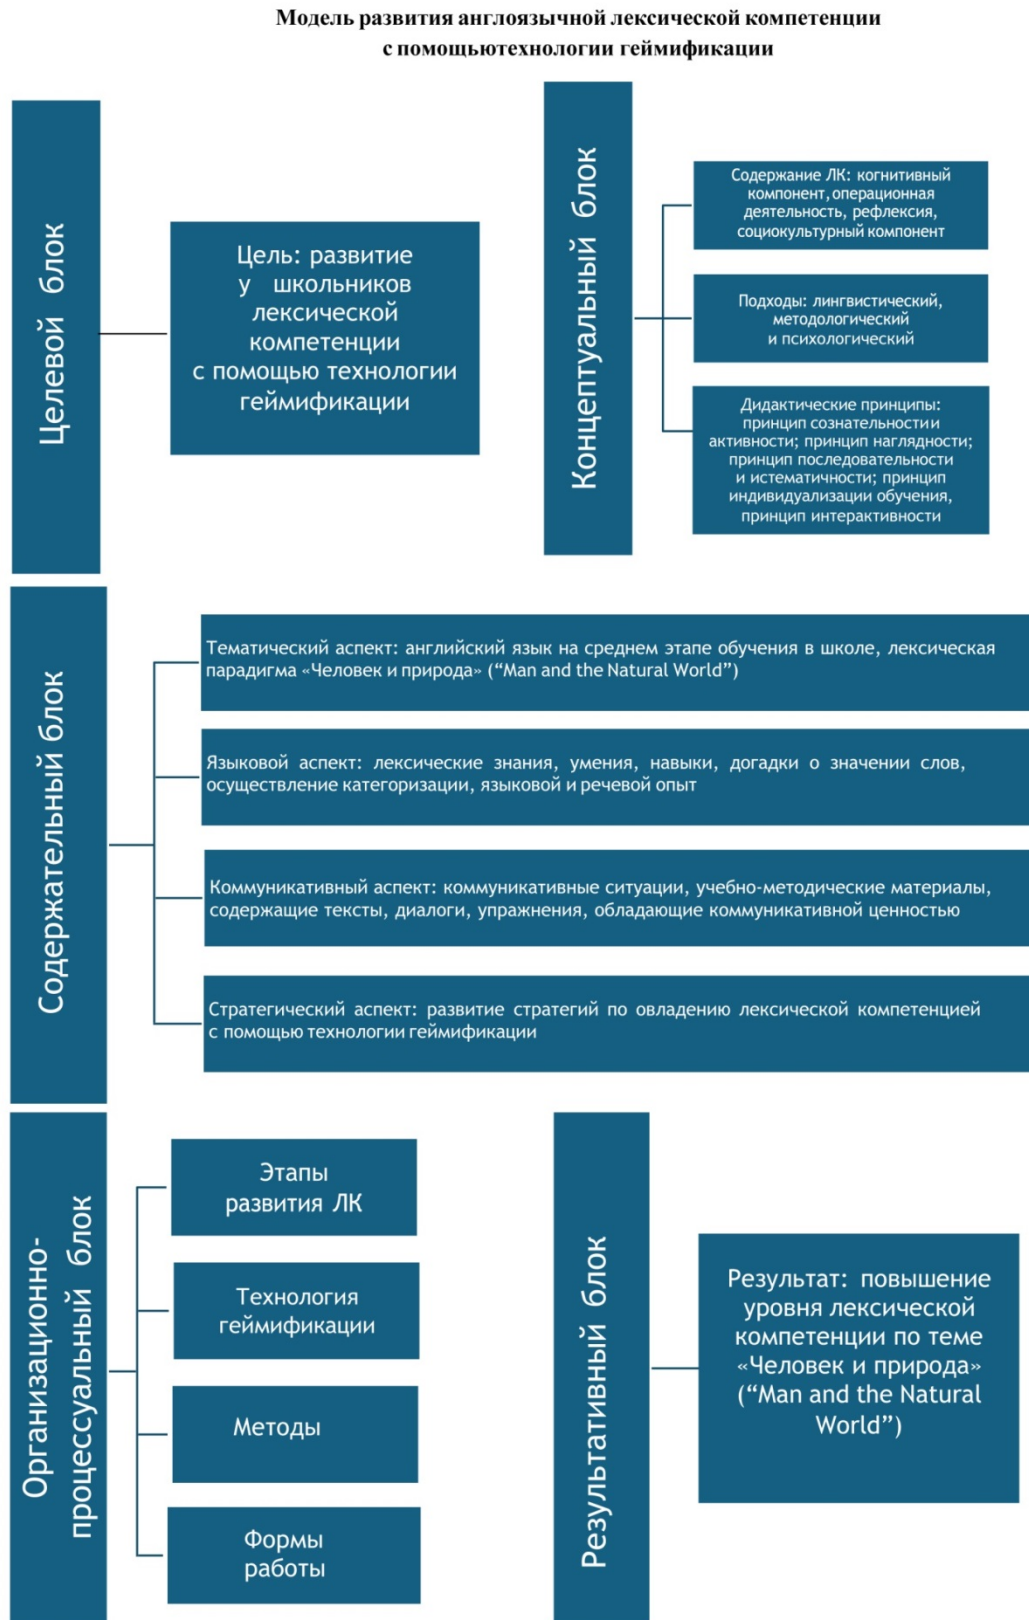 Модель развития англоязычной лексической компетенции
с помощьютехнологии геймификации
Целевой блок
Цель: развитие
у школьников
лексической
компетенции
с помощью технологии
геймификации
Концептуальный блок
Содержание ЛК: когнитивный
компонент, операционная
деятельность, рефлексия,
социокультурный компонент
Подходы: лингвистический,
методологический
и психологический
Дидактические принципы:
принцип сознательности и
активности; принцип наглядности;
принцип последовательности
и истематичности; принцип
индивидуализации обучения,
принцип интерактивности
Содержательный блок
Тематический аспект: английский язык на среднем этапе обучения в школе, лексическая
парадигма «Человек и природа» (“Man and the Natural World”)
Языковой аспект: лексические знания, умения, навыки, догадки о значении слов,
осуществление категоризации, языковой и речевой опыт
Коммуникативный аспект: коммуникативные ситуации, учебно-методические материалы,
содержащие тексты, диалоги, упражнения, обладающие коммуникативной ценностью
Стратегический аспект: развитие стратегий по овладению лексической компетенцией
с помощью технологии геймификации
Организационно-
процессуальный блок
Этапы
развития ЛК
Технология
геймификации
Методы
Формы
работы
Результативный блок
Результат: повышение
уровня лексической
компетенции по теме
«Человек и природа»
(“Man and the Natural
World”)